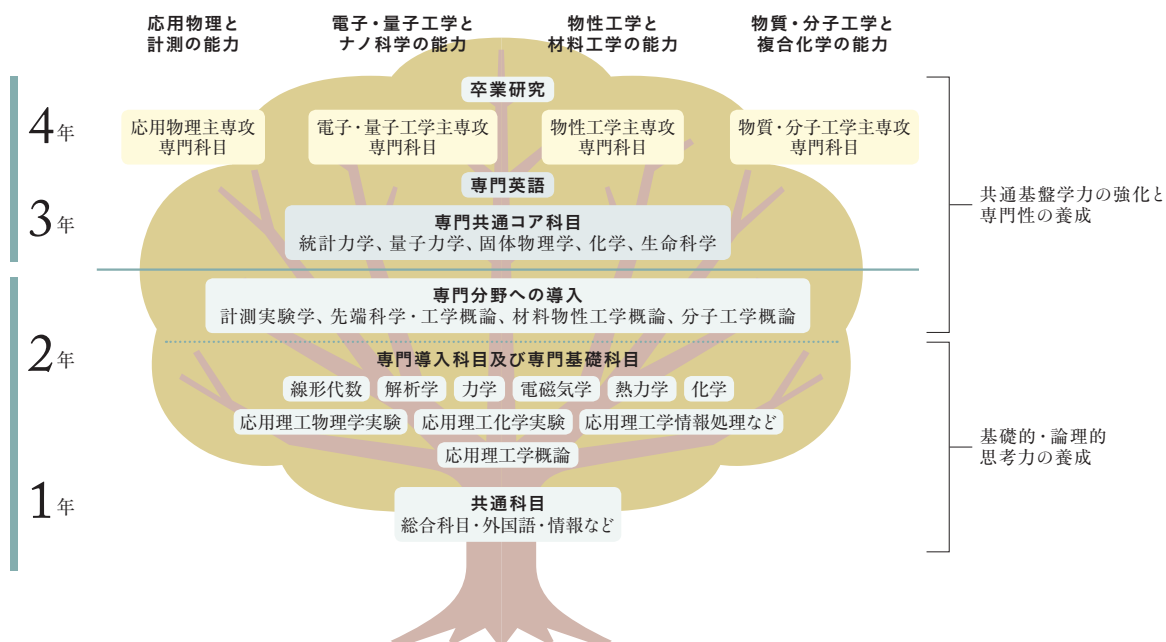 応用物理と
計測の能力
電子・量子工学と
ナノ科学の能力
物性工学と
材料工学の能力
物質・分子工学と
複合化学の能力
4年
卒業研究
応用物理主専攻
専門科目
電子・量子工学主専攻
専門科目
物性工学主専攻
専門科目
物質・分子工学主専攻
専門科目
専門英語
3年
専門共通コア科目
統計力学、量子力学、固体物理学、化学、生命科学
共通基盤学力の強化と
専門性の養成
専門分野への導入
計測実験学、先端科学・工学概論、材料物性工学概論、分子工学概論
2年
専門導入科目及び専門基礎科目
線形代数 解析学 力学 電磁気学 熱力学 化学
応用理工物理学実験 応用理工化学実験 応用理工学情報処理など
応用理工学概論
基礎的・論理的
思考力の養成
1年
共通科目
総合科目・外国語・情報など